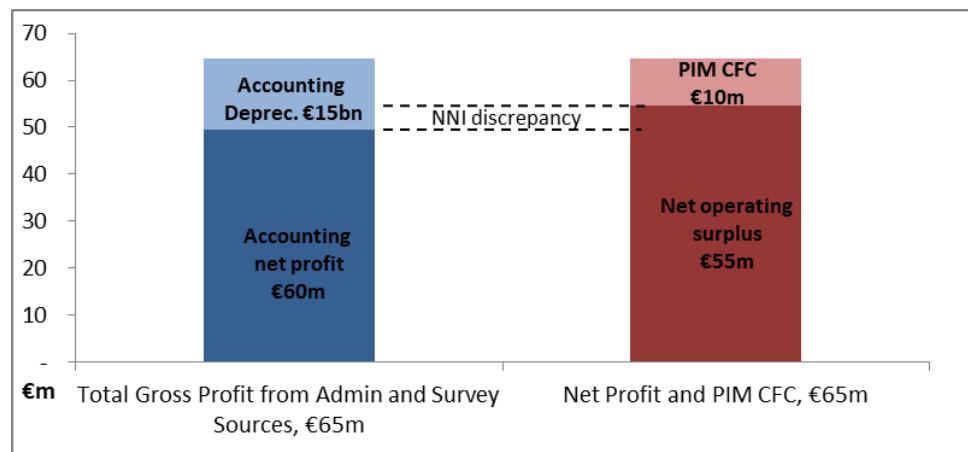 70
60
50
40
30
20
10
-
€m
Accounting
Deprec. €15bn
Accounting
net profit
€60m
NNI discrepancy
PIM CFC
€10m
Net operating
surplus
€55m
Total Gross Profit from Admin and Survey
Sources, €65m
Net Profit and PIM CFC, €65m